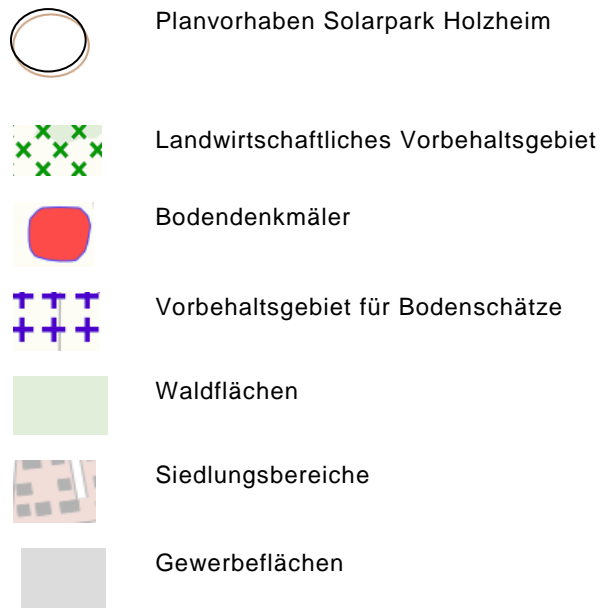 Planvorhaben Solarpark Holzheim
Landwirtschaftliches Vorbehaltsgebiet
Bodendenkmäler
Vorbehaltsgebiet für Bodenschätze
Waldflächen
Siedlungsbereiche
Gewerbeflächen